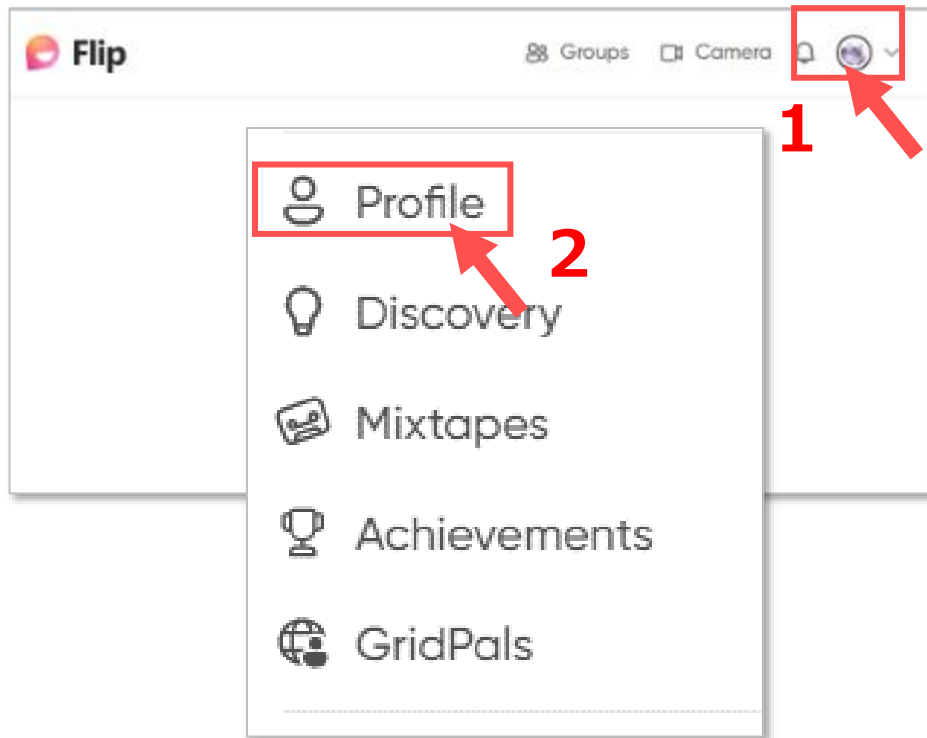 Flip Groups Camera
1
Profile
2
Discovery
Mixtapes
Achievements
GridPals